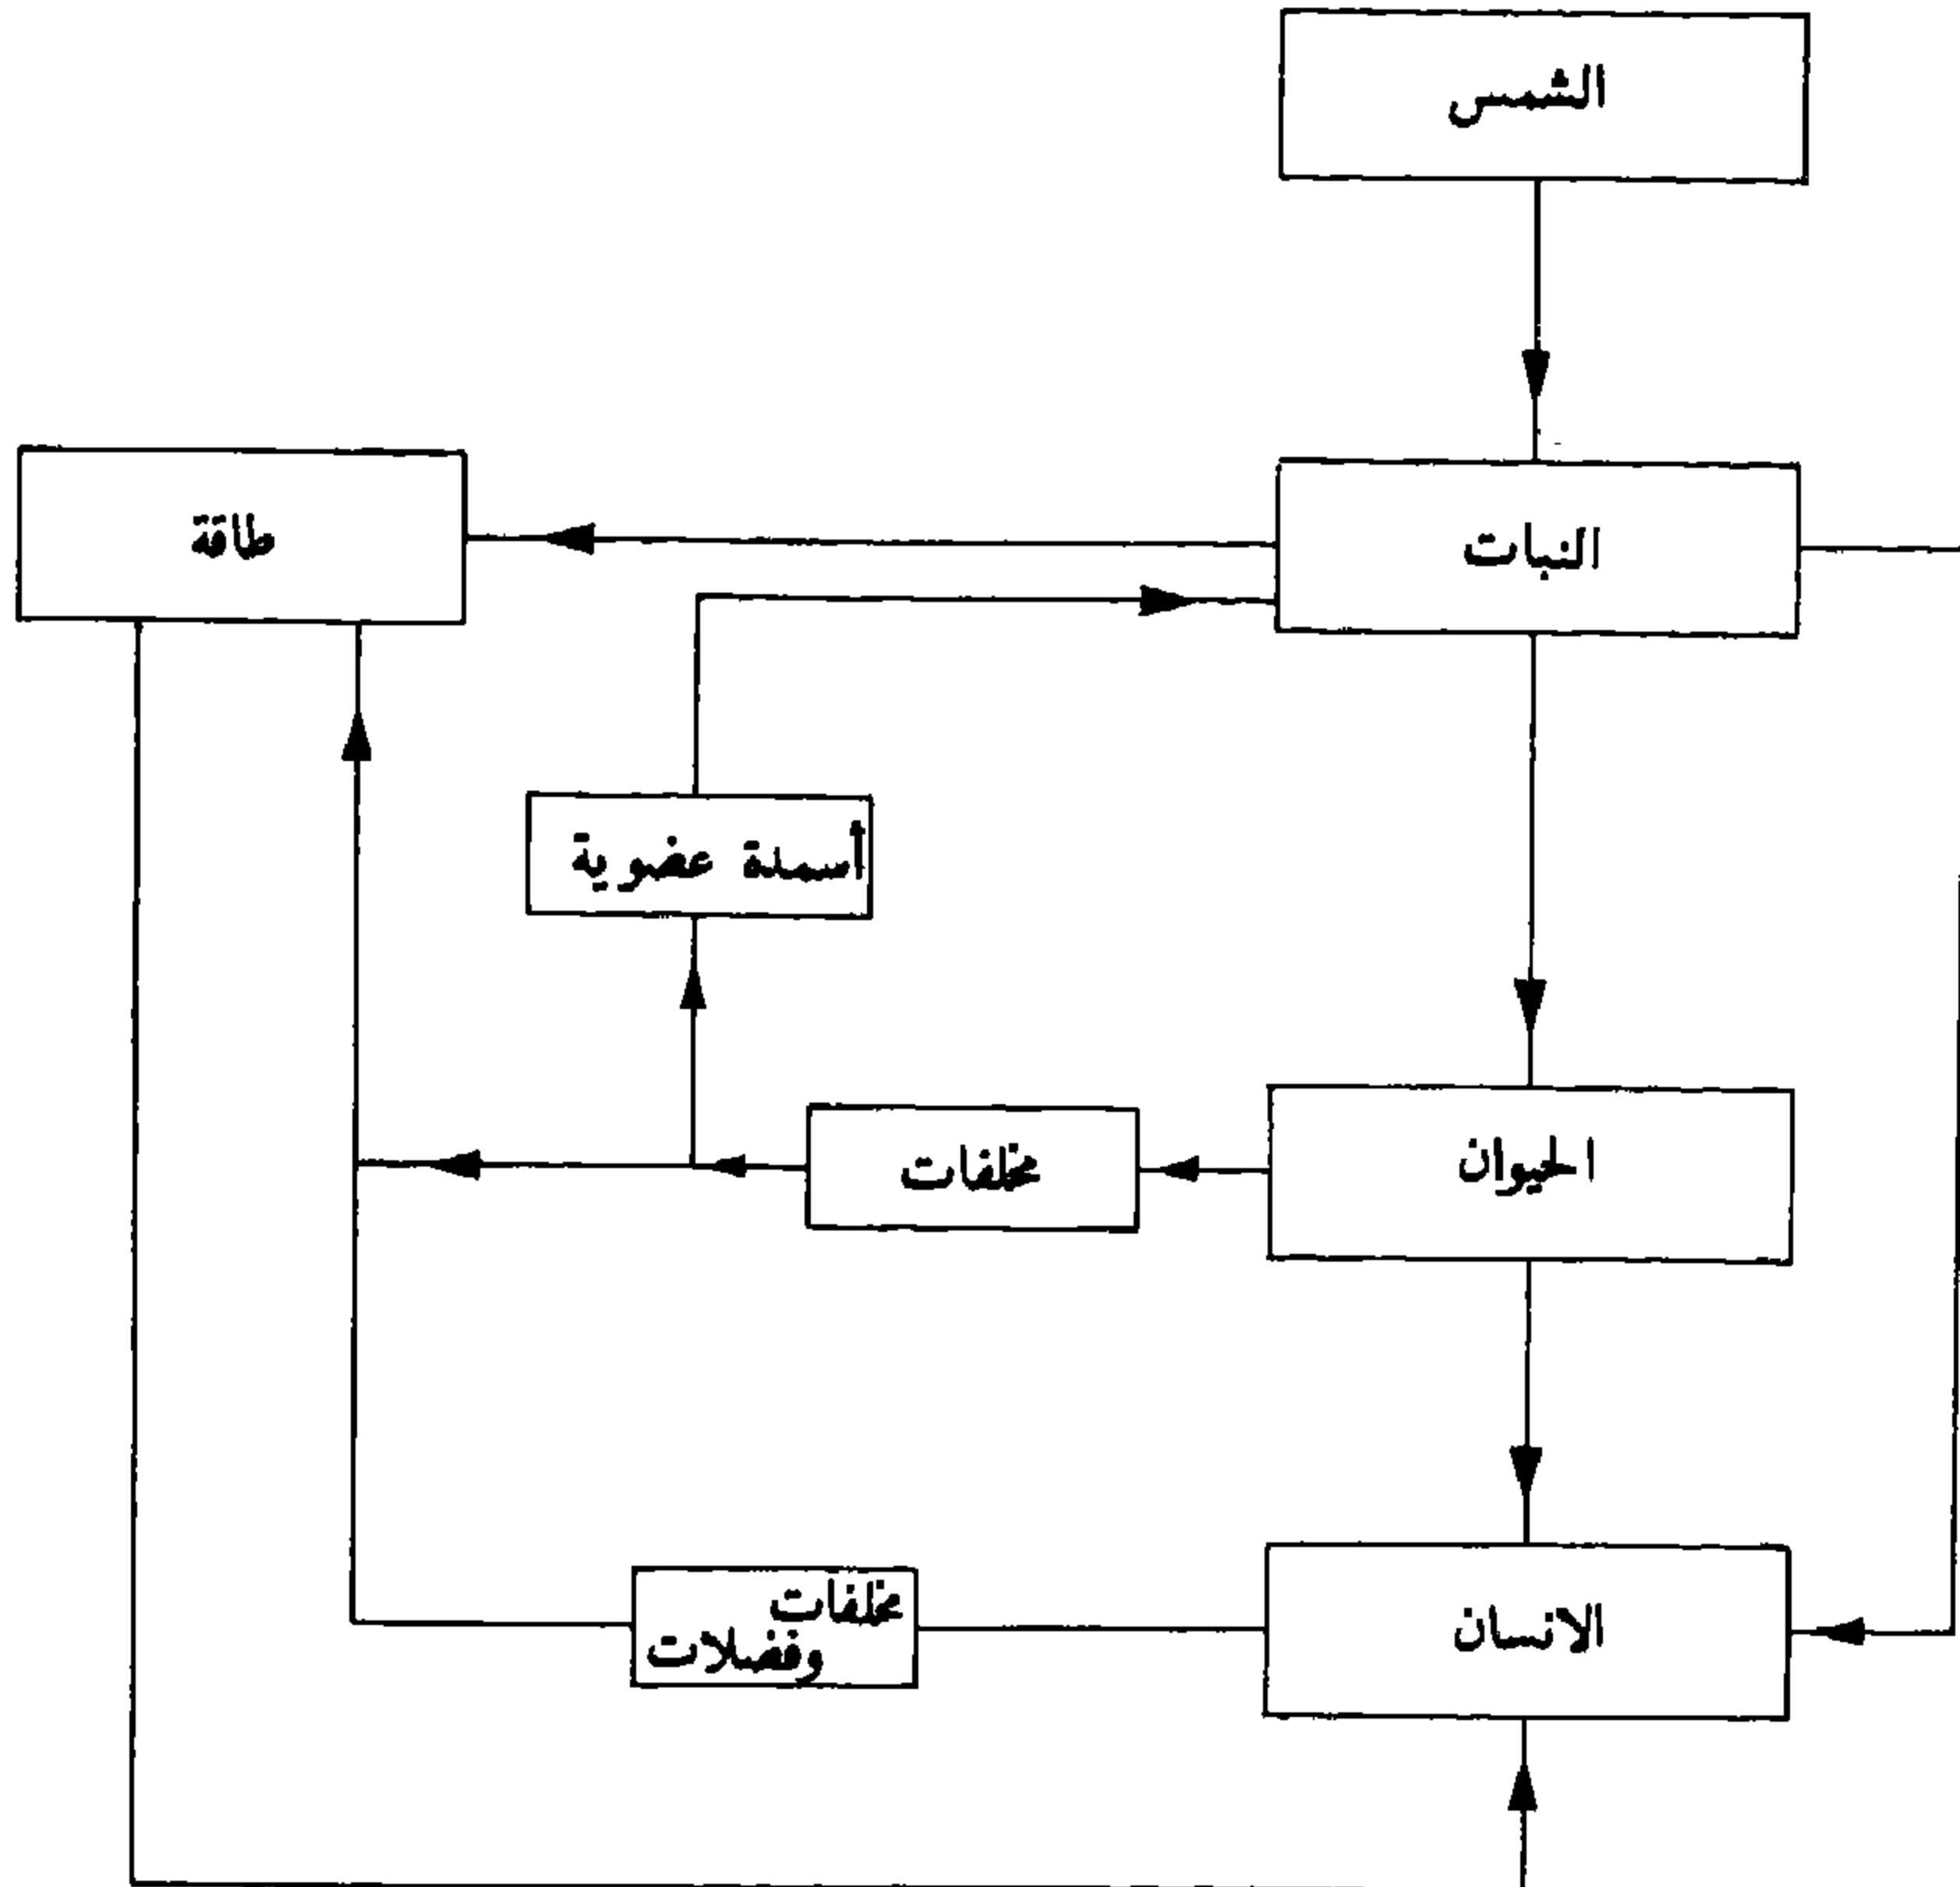 الشمس
النبات
طاقة
أسمدة عضوية
الحيوان
مخلفات
الانسان
مخلفات
وفضلات